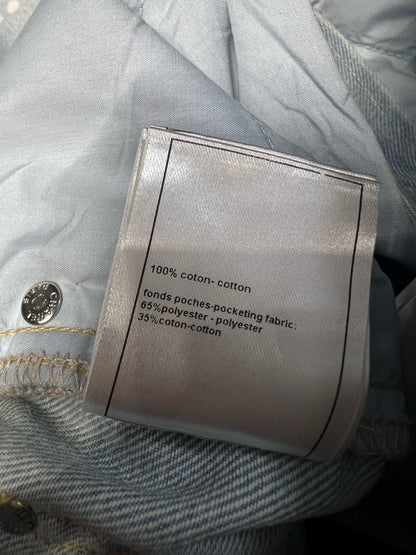 100% coton- cotton
fonds poches-pocketing fabric:
65%polyester - polyester
35%coton-cotton